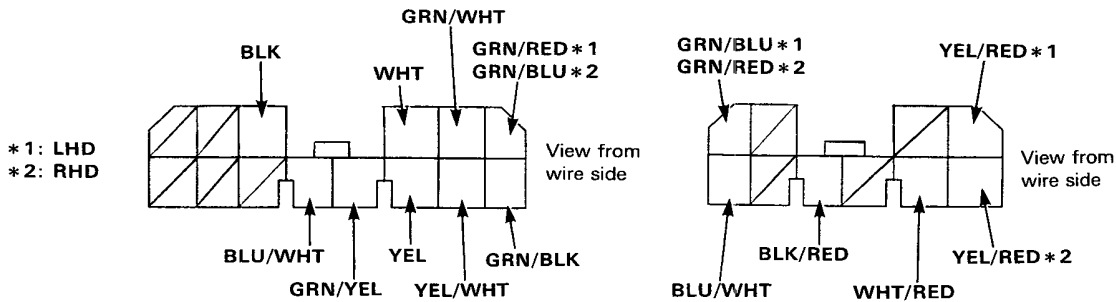 *1: LHD
*2: RHD
BLK
WHT
GRN/WHT
GRN/RED*1
GRN/BLU*2
View from
wire side
BLU/WHT
GRN/YEL
YEL
YEL/WHT
GRN/BLK
GRN/BLU*1
GRN/RED*2
YEL/RED*1
View from
wire side
BLU/WHT
BLK/RED
WHT/RED
YEL/RED*2